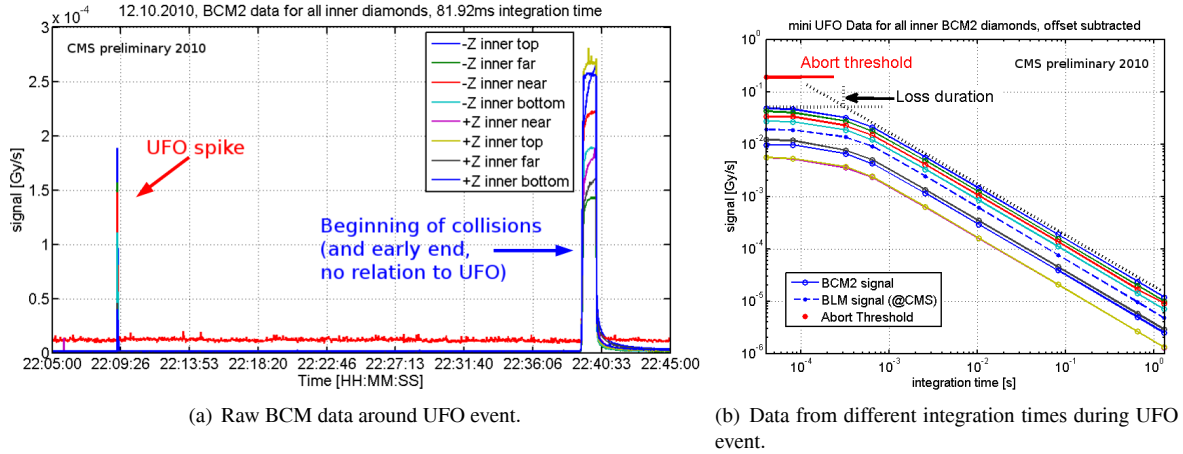 12.10.2010, BCM2 data for all inner diamonds, 81.92ms integration time
x 10⁻⁴
3
2.5
2
1.5
1
0.5
0
signal [Gy/s]
CMS preliminary 2010
-Z inner top
-Z inner far
-Z inner near
-Z inner bottom
+Z inner near
+Z inner top
+Z inner far
+Z inner bottom
UFO spike
Beginning of collisions
(and early end,
no relation to UFO)
22:05:00 22:09:26 22:13:53 22:18:20 22:22:46 22:27:13 22:31:40 22:36:06 22:40:33 22:45:00
Time [HH:MM:SS]
(a) Raw BCM data around UFO event.
mini UFO Data for all inner BCM2 diamonds, offset subtracted
10⁰
10⁻¹
10⁻²
10⁻³
10⁻⁴
10⁻⁵
10⁻⁶
signal [Gy/s]
CMS preliminary 2010
Abort threshold
Loss duration
BCM2 signal
BLM signal (@CMS)
Abort Threshold
10⁻⁴ 10⁻³ 10⁻² 10⁻¹ 10⁰
integration time [s]
(b) Data from different integration times during UFO
event.